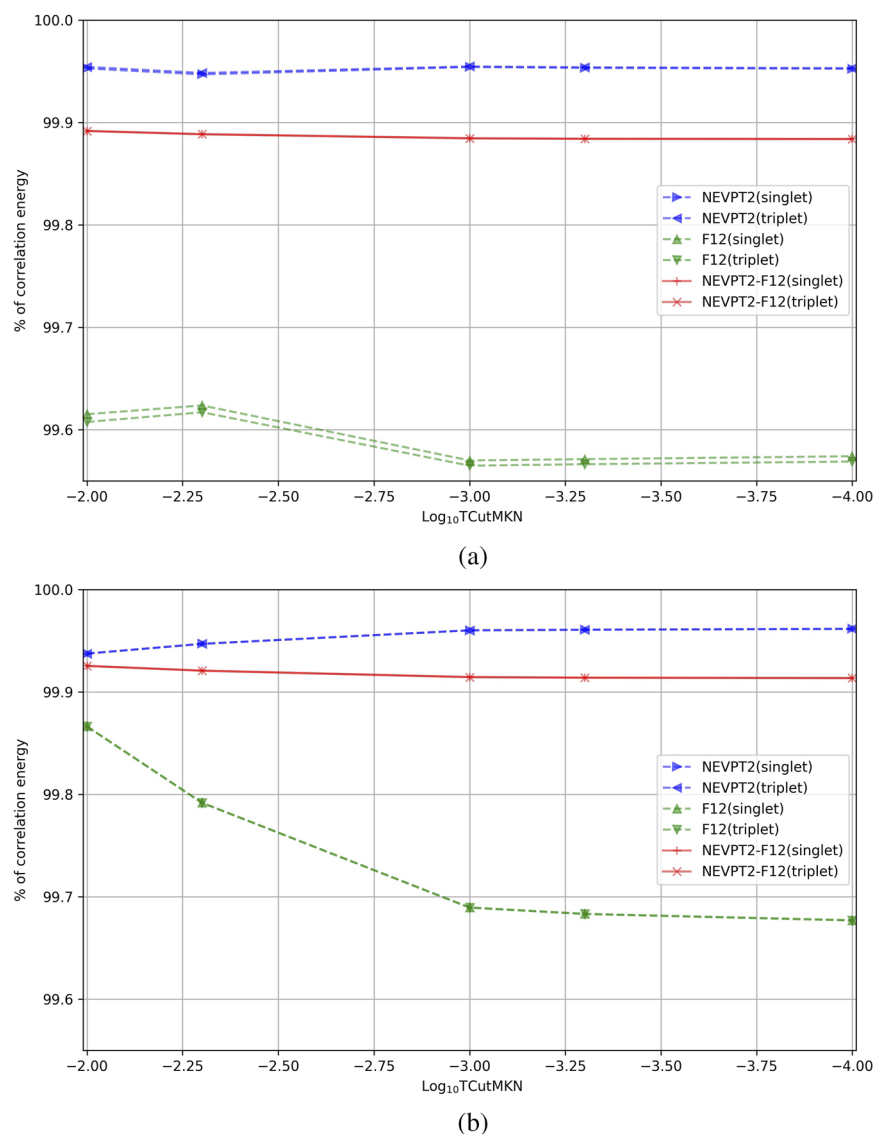 100.0
99.9
99.8
99.7
99.6
% of correlation energy
NEVPT2(singlet)
NEVPT2(triplet)
F12(singlet)
F12(triplet)
NEVPT2-F12(singlet)
NEVPT2-F12(triplet)
−2.00 −2.25 −2.50 −2.75 −3.00 −3.25 −3.50 −3.75 −4.00
Log₁₀TCutMKN
(a)
100.0
99.9
99.8
99.7
99.6
% of correlation energy
NEVPT2(singlet)
NEVPT2(triplet)
F12(singlet)
F12(triplet)
NEVPT2-F12(singlet)
NEVPT2-F12(triplet)
−2.00 −2.25 −2.50 −2.75 −3.00 −3.25 −3.50 −3.75 −4.00
Log₁₀TCutMKN
(b)